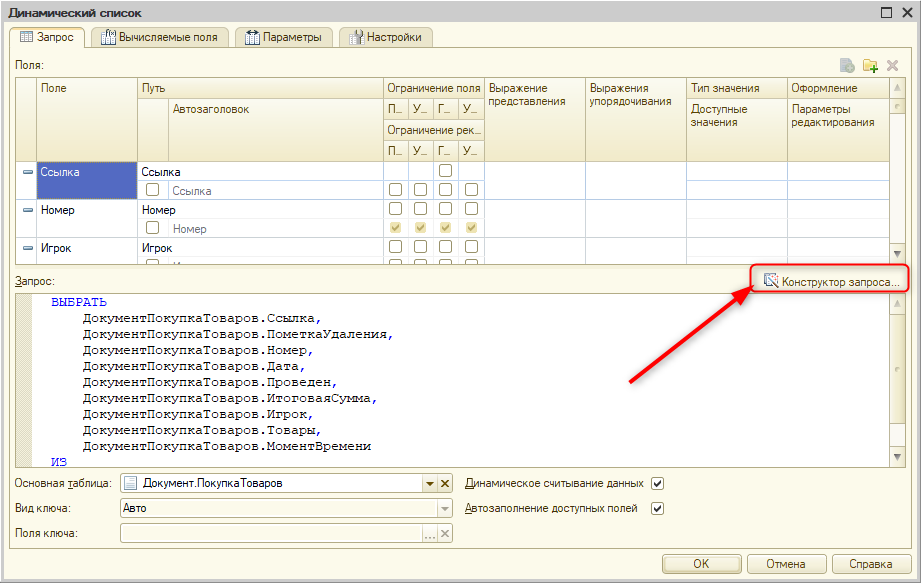 Динамический список
Запрос
Вычисляемые поля
Параметры
Настройки
Поля:
Поле
Путь
Ограничение поля
Выражение представления
Выражения упорядочивания
Тип значения
Оформление
Автозаголовок
П...
У...
Г...
У...
Доступные значения
Параметры редактирования
Ограничение рек...
П...
У...
Г...
У...
Ссылка
Ссылка
Ссылка
Номер
Номер
Номер
Игрок
Игрок
Запрос:
Конструктор запроса...
ВЫБРАТЬ
ДокументПокупкаТоваров.Ссылка,
ДокументПокупкаТоваров.ПометкаУдаления,
ДокументПокупкаТоваров.Номер,
ДокументПокупкаТоваров.Дата,
ДокументПокупкаТоваров.Проведен,
ДокументПокупкаТоваров.ИтоговаяСумма,
ДокументПокупкаТоваров.Игрок,
ДокументПокупкаТоваров.Товары,
ДокументПокупкаТоваров.МоментВремени
ИЗ
Основная таблица:
Документ.ПокупкаТоваров
Динамическое считывание данных
Вид ключа:
Авто
Автозаполнение доступных полей
Поля ключа:
...
OK
Отмена
Справка